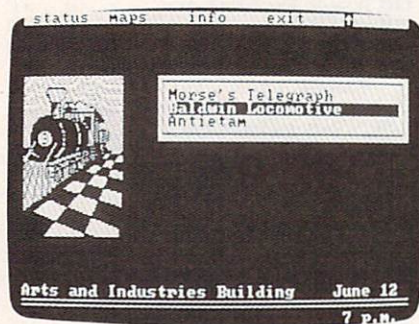 status maps info exit
Morse's Telegraph
Baldwin Locomotive
Antietam
Arts and Industries Building June 12
7 P.M.